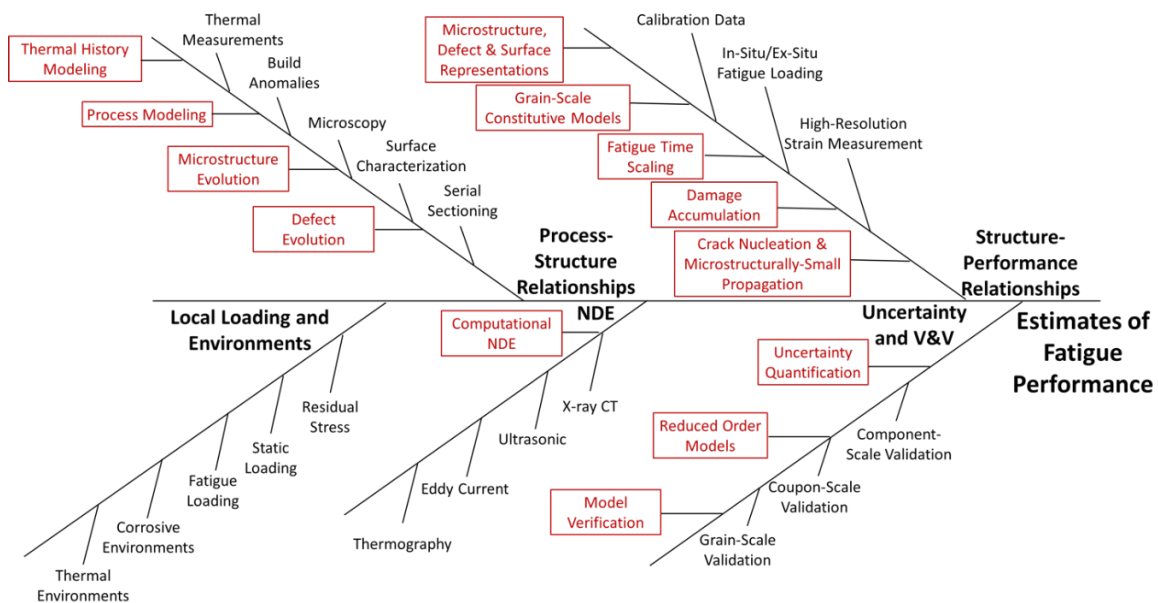 Thermal
Measurements
Thermal History
Modeling
Build
Anomalies
Process Modeling
Microscopy
Microstructure
Evolution
Surface
Characterization
Defect
Evolution
Serial
Sectioning
Process-
Structure
Relationships
Calibration Data
Microstructure,
Defect & Surface
Representations
In-Situ/Ex-Situ
Fatigue Loading
Grain-Scale
Constitutive Models
High-Resolution
Strain Measurement
Fatigue Time
Scaling
Damage
Accumulation
Crack Nucleation &
Microstructurally-Small
Propagation
Structure-
Performance
Relationships
Local Loading and
Environments
Residual
Stress
Static
Loading
Fatigue
Loading
Corrosive
Environments
Thermal
Environments
NDE
Computational
NDE
X-ray CT
Ultrasonic
Eddy Current
Thermography
Uncertainty
and V&V
Uncertainty
Quantification
Component-
Scale Validation
Reduced Order
Models
Coupon-Scale
Validation
Model
Verification
Grain-Scale
Validation
Estimates of
Fatigue
Performance